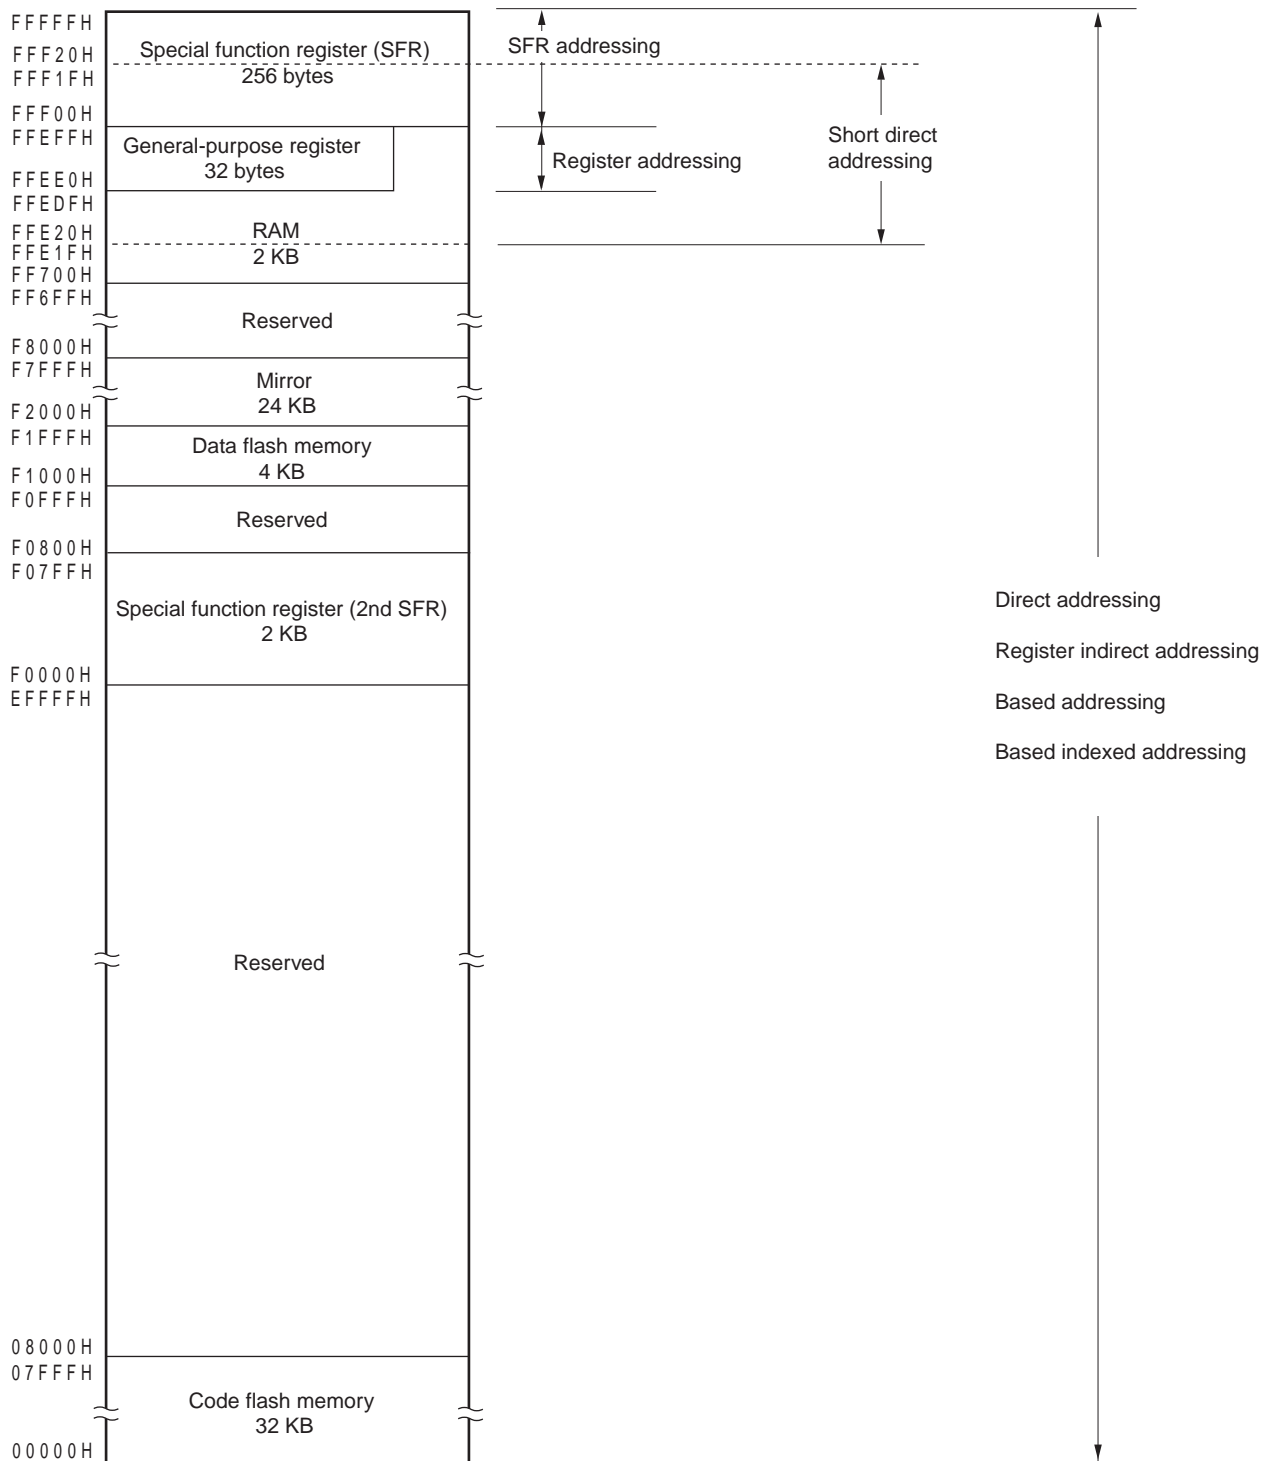 FFFFFH
FFF20H
FFF1FH
FFF00H
FFEFFH
FFEE0H
FFEDFH
FFE20H
FFE1FH
FF700H
FF6FFH
F8000H
F7FFFH
F2000H
F1FFFH
F1000H
F0FFFH
F0800H
F07FFH
F0000H
EFFFFH
08000H
07FFFH
00000H
Special function register (SFR)
256 bytes
General-purpose register
32 bytes
RAM
2 KB
Reserved
Mirror
24 KB
Data flash memory
4 KB
Reserved
Special function register (2nd SFR)
2 KB
Reserved
Code flash memory
32 KB
SFR addressing
Register addressing
Short direct
addressing
Direct addressing
Register indirect addressing
Based addressing
Based indexed addressing